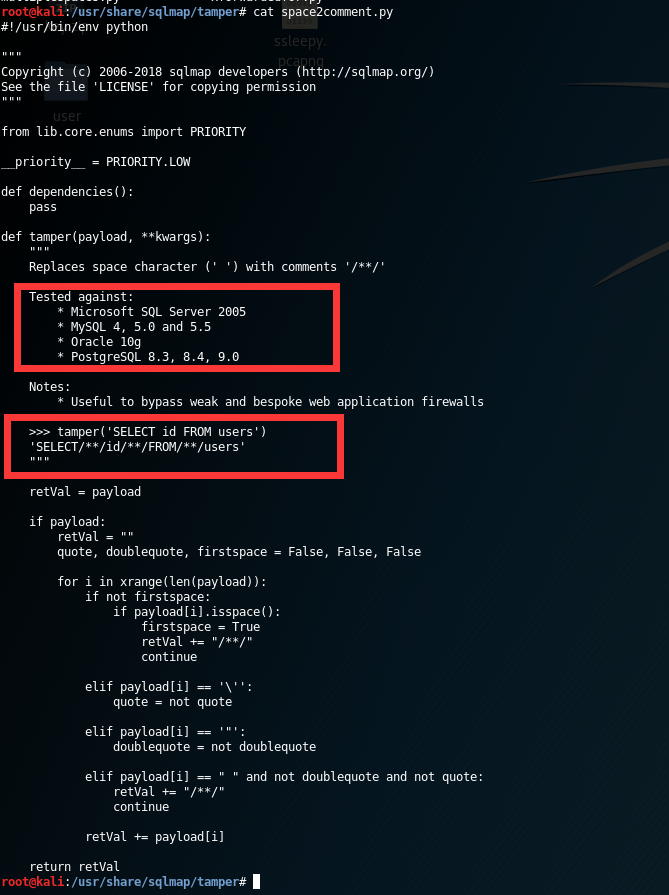 root@kali:/usr/share/sqlmap/tamper# cat space2comment.py
#!/usr/bin/env python
ssleepy.
pcapng
"""
Copyright (c) 2006-2018 sqlmap developers (http://sqlmap.org/)
See the file 'LICENSE' for copying permission
"""
user
from lib.core.enums import PRIORITY
__priority__ = PRIORITY.LOW
def dependencies():
    pass
def tamper(payload, **kwargs):
    """
    Replaces space character (' ') with comments '/**/'
    Tested against:
        * Microsoft SQL Server 2005
        * MySQL 4, 5.0 and 5.5
        * Oracle 10g
        * PostgreSQL 8.3, 8.4, 9.0
    Notes:
        * Useful to bypass weak and bespoke web application firewalls
    >>> tamper('SELECT id FROM users')
    'SELECT/**/id/**/FROM/**/users'
    """
    retVal = payload
    if payload:
        retVal = ""
        quote, doublequote, firstspace = False, False, False
        for i in xrange(len(payload)):
            if not firstspace:
                if payload[i].isspace():
                    firstspace = True
                    retVal += "/**/"
                    continue
            elif payload[i] == '\'':
                quote = not quote
            elif payload[i] == '"':
                doublequote = not doublequote
            elif payload[i] == " " and not doublequote and not quote:
                retVal += "/**/"
                continue
            retVal += payload[i]
    return retVal
root@kali:/usr/share/sqlmap/tamper#